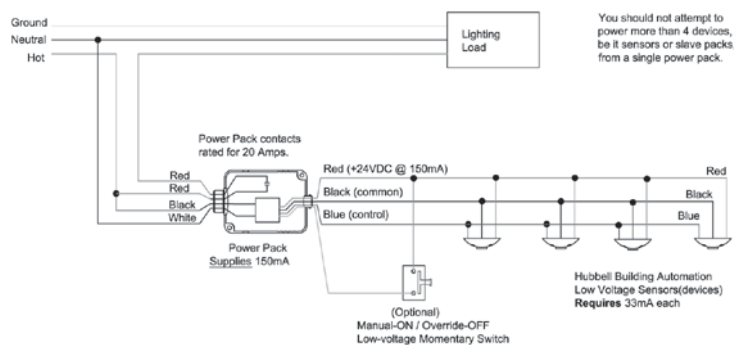 Ground
Neutral
Hot
Lighting
Load
You should not attempt to
power more than 4 devices,
be it sensors or slave packs
from a single power pack.
Power Pack contacts
rated for 20 Amps.
Red
Red
Black
White
Red (+24VDC @ 150mA)
Black (common)
Blue (control)
Red
Black
Blue
Power Pack
Supplies 150mA
(Optional)
Manual-ON / Override-OFF
Low-voltage Momentary Switch
Hubbell Building Automation
Low Voltage Sensors(devices)
Requires 33mA each